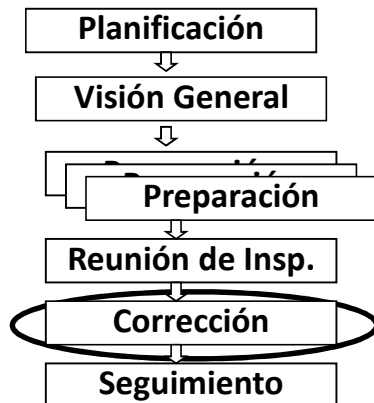 Planificación
Visión General
Preparación
Reunión de Insp.
Corrección
Seguimiento